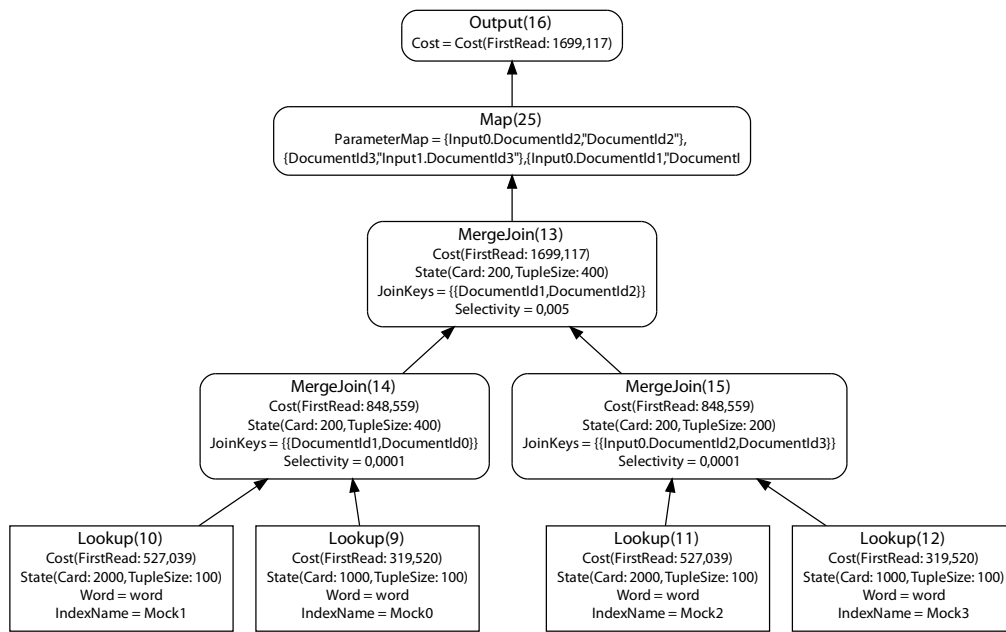 Output(16)
Cost = Cost(FirstRead: 1699,117)
Map(25)
ParameterMap = {Input0.DocumentId2,"DocumentId2"},
{DocumentId3,"Input1.DocumentId3"},{Input0.DocumentId1,"DocumentI
MergeJoin(13)
Cost(FirstRead: 1699,117)
State(Card: 200, TupleSize: 400)
JoinKeys = {{DocumentId1,DocumentId2}}
Selectivity = 0,005
MergeJoin(14)
Cost(FirstRead: 848,559)
State(Card: 200, TupleSize: 400)
JoinKeys = {{DocumentId1,DocumentId0}}
Selectivity = 0,0001
MergeJoin(15)
Cost(FirstRead: 848,559)
State(Card: 200, TupleSize: 200)
JoinKeys = {{Input0.DocumentId2,DocumentId3}}
Selectivity = 0,0001
Lookup(10)
Cost(FirstRead: 527,039)
State(Card: 2000, TupleSize: 100)
Word = word
IndexName = Mock1
Lookup(9)
Cost(FirstRead: 319,520)
State(Card: 1000, TupleSize: 100)
Word = word
IndexName = Mock0
Lookup(11)
Cost(FirstRead: 527,039)
State(Card: 2000, TupleSize: 100)
Word = word
IndexName = Mock2
Lookup(12)
Cost(FirstRead: 319,520)
State(Card: 1000, TupleSize: 100)
Word = word
IndexName = Mock3